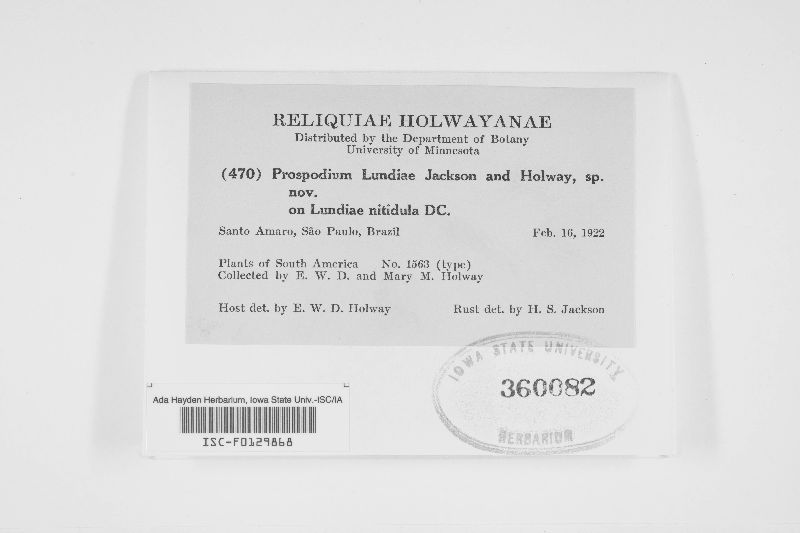 RELIQUIAE HOLWAYANAE
Distributed by the Department of Botany
University of Minnesota
(470) Prospodium Lundiae Jackson and Holway, sp.
nov.
on Lundiae nitidula DC.
Santo Amaro, São Paulo, Brazil Feb. 16, 1922
Plants of South America No. 1563 (type)
Collected by E. W. D. and Mary M. Holway
Host det. by E. W. D. Holway Rust det. by H. S. Jackson
IOWA STATE UNIVERSITY
360082
HERBARIUM
Ada Hayden Herbarium, Iowa State Univ.-ISC/IA
ISC-F0129868